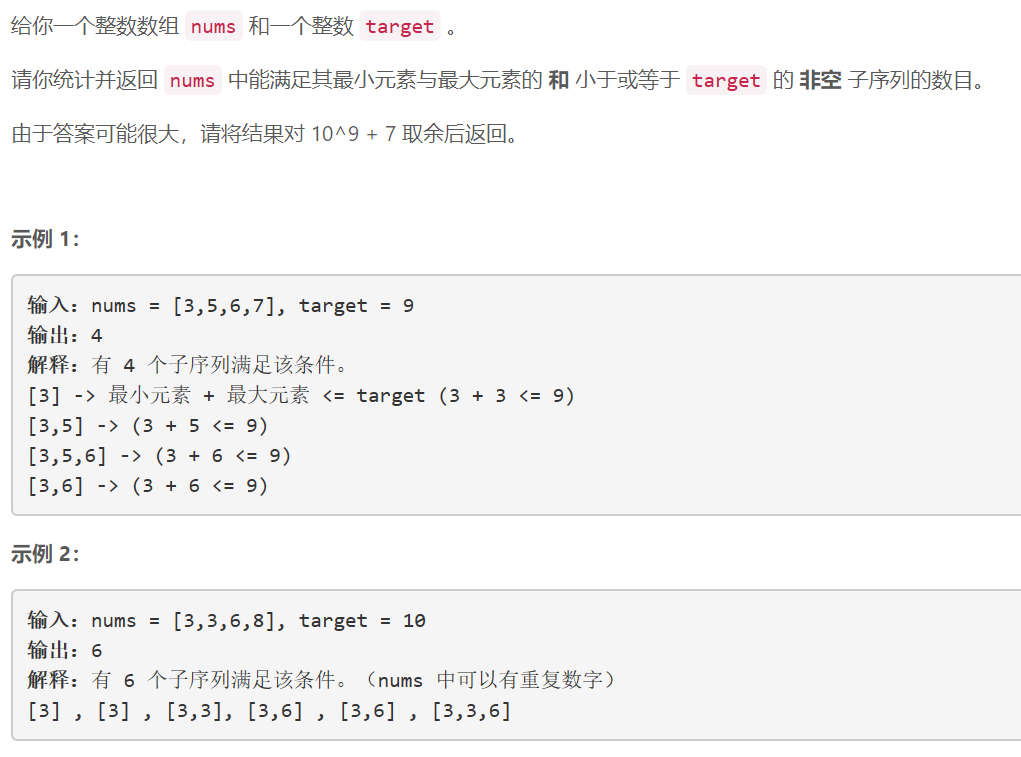 给你一个整数数组 nums 和一个整数 target 。
请你统计并返回 nums 中能满足其最小元素与最大元素的 和 小于或等于 target 的 非空 子序列的数目。
由于答案可能很大，请将结果对 10^9 + 7 取余后返回。
示例 1：
输入：nums = [3,5,6,7], target = 9
输出：4
解释：有 4 个子序列满足该条件。
[3] -> 最小元素 + 最大元素 <= target (3 + 3 <= 9)
[3,5] -> (3 + 5 <= 9)
[3,5,6] -> (3 + 6 <= 9)
[3,6] -> (3 + 6 <= 9)
示例 2：
输入：nums = [3,3,6,8], target = 10
输出：6
解释：有 6 个子序列满足该条件。（nums 中可以有重复数字）
[3] , [3] , [3,3], [3,6] , [3,6] , [3,3,6]